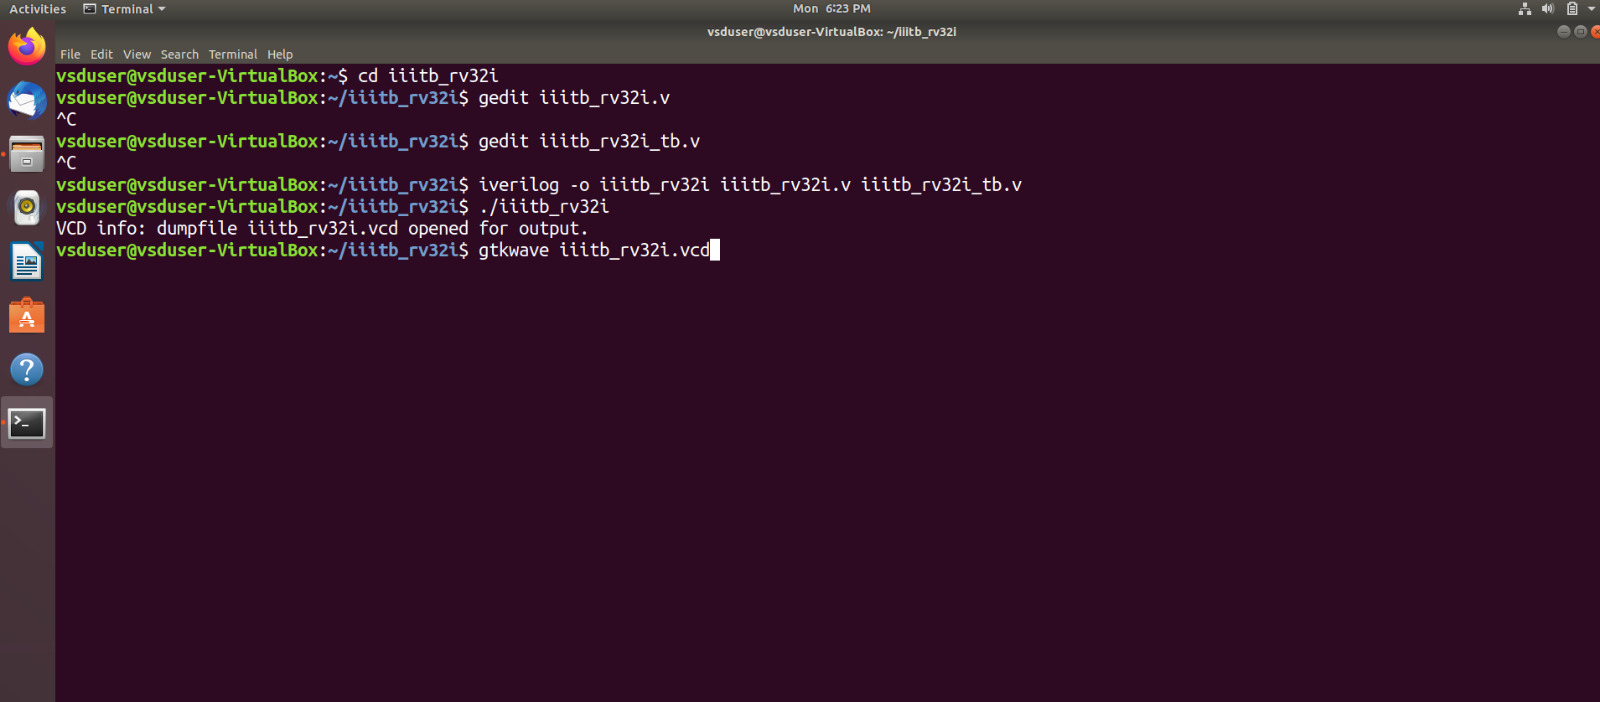 Activities Terminal Mon 6:23 PM
vsduser@vsduser-VirtualBox: ~/iiitb_rv32i
File Edit View Search Terminal Help
vsduser@vsduser-VirtualBox:~$ cd iiitb_rv32i
vsduser@vsduser-VirtualBox:~/iiitb_rv32i$ gedit iiitb_rv32i.v
^C
vsduser@vsduser-VirtualBox:~/iiitb_rv32i$ gedit iiitb_rv32i_tb.v
^C
vsduser@vsduser-VirtualBox:~/iiitb_rv32i$ iverilog -o iiitb_rv32i iiitb_rv32i.v iiitb_rv32i_tb.v
vsduser@vsduser-VirtualBox:~/iiitb_rv32i$ ./iiitb_rv32i
VCD info: dumpfile iiitb_rv32i.vcd opened for output.
vsduser@vsduser-VirtualBox:~/iiitb_rv32i$ gtkwave iiitb_rv32i.vcd